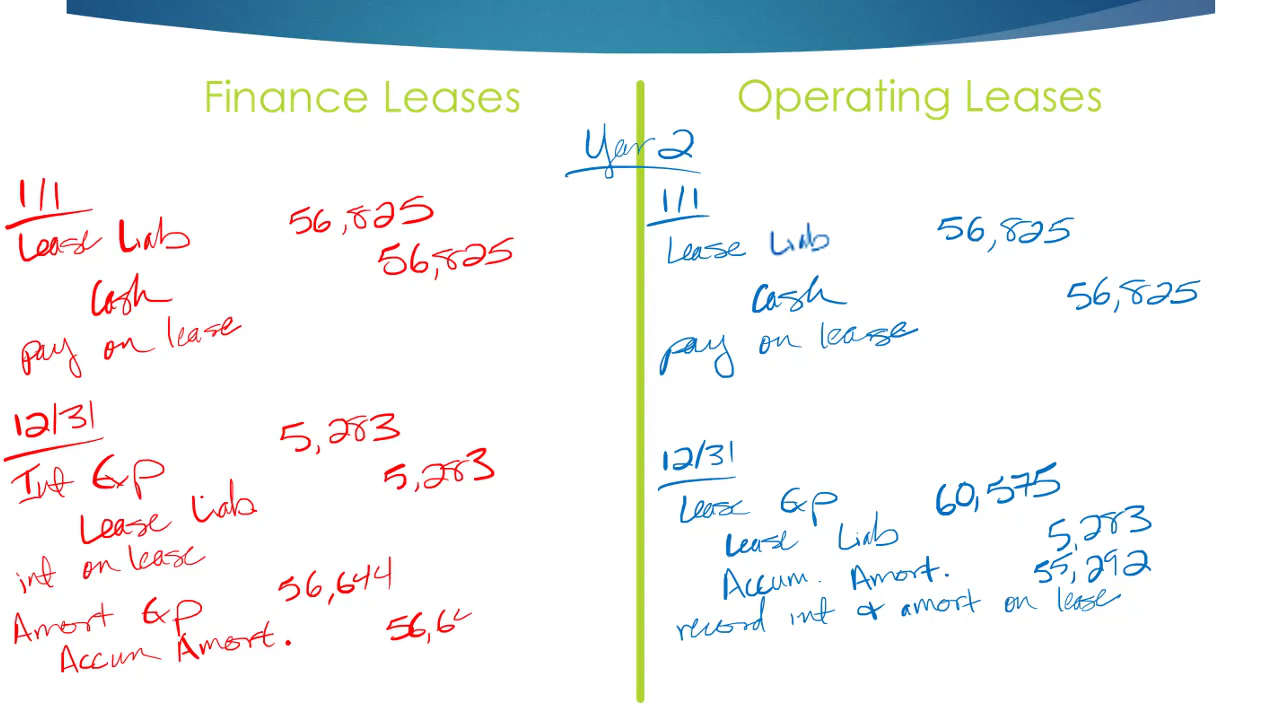 Finance Leases
Operating Leases
Year 2
1/1
Lease Liab 56,825
Cash 56,825
pay on lease
12/31
Int Exp 5,283
Lease Liab 5,283
int on lease
Amort Exp 56,644
Accum Amort. 56,6
1/1
Lease Liab 56,825
Cash 56,825
pay on lease
12/31
Lease Exp 60,575
Lease Liab 5,283
Accum. Amort. 55,292
record int & amort on lease